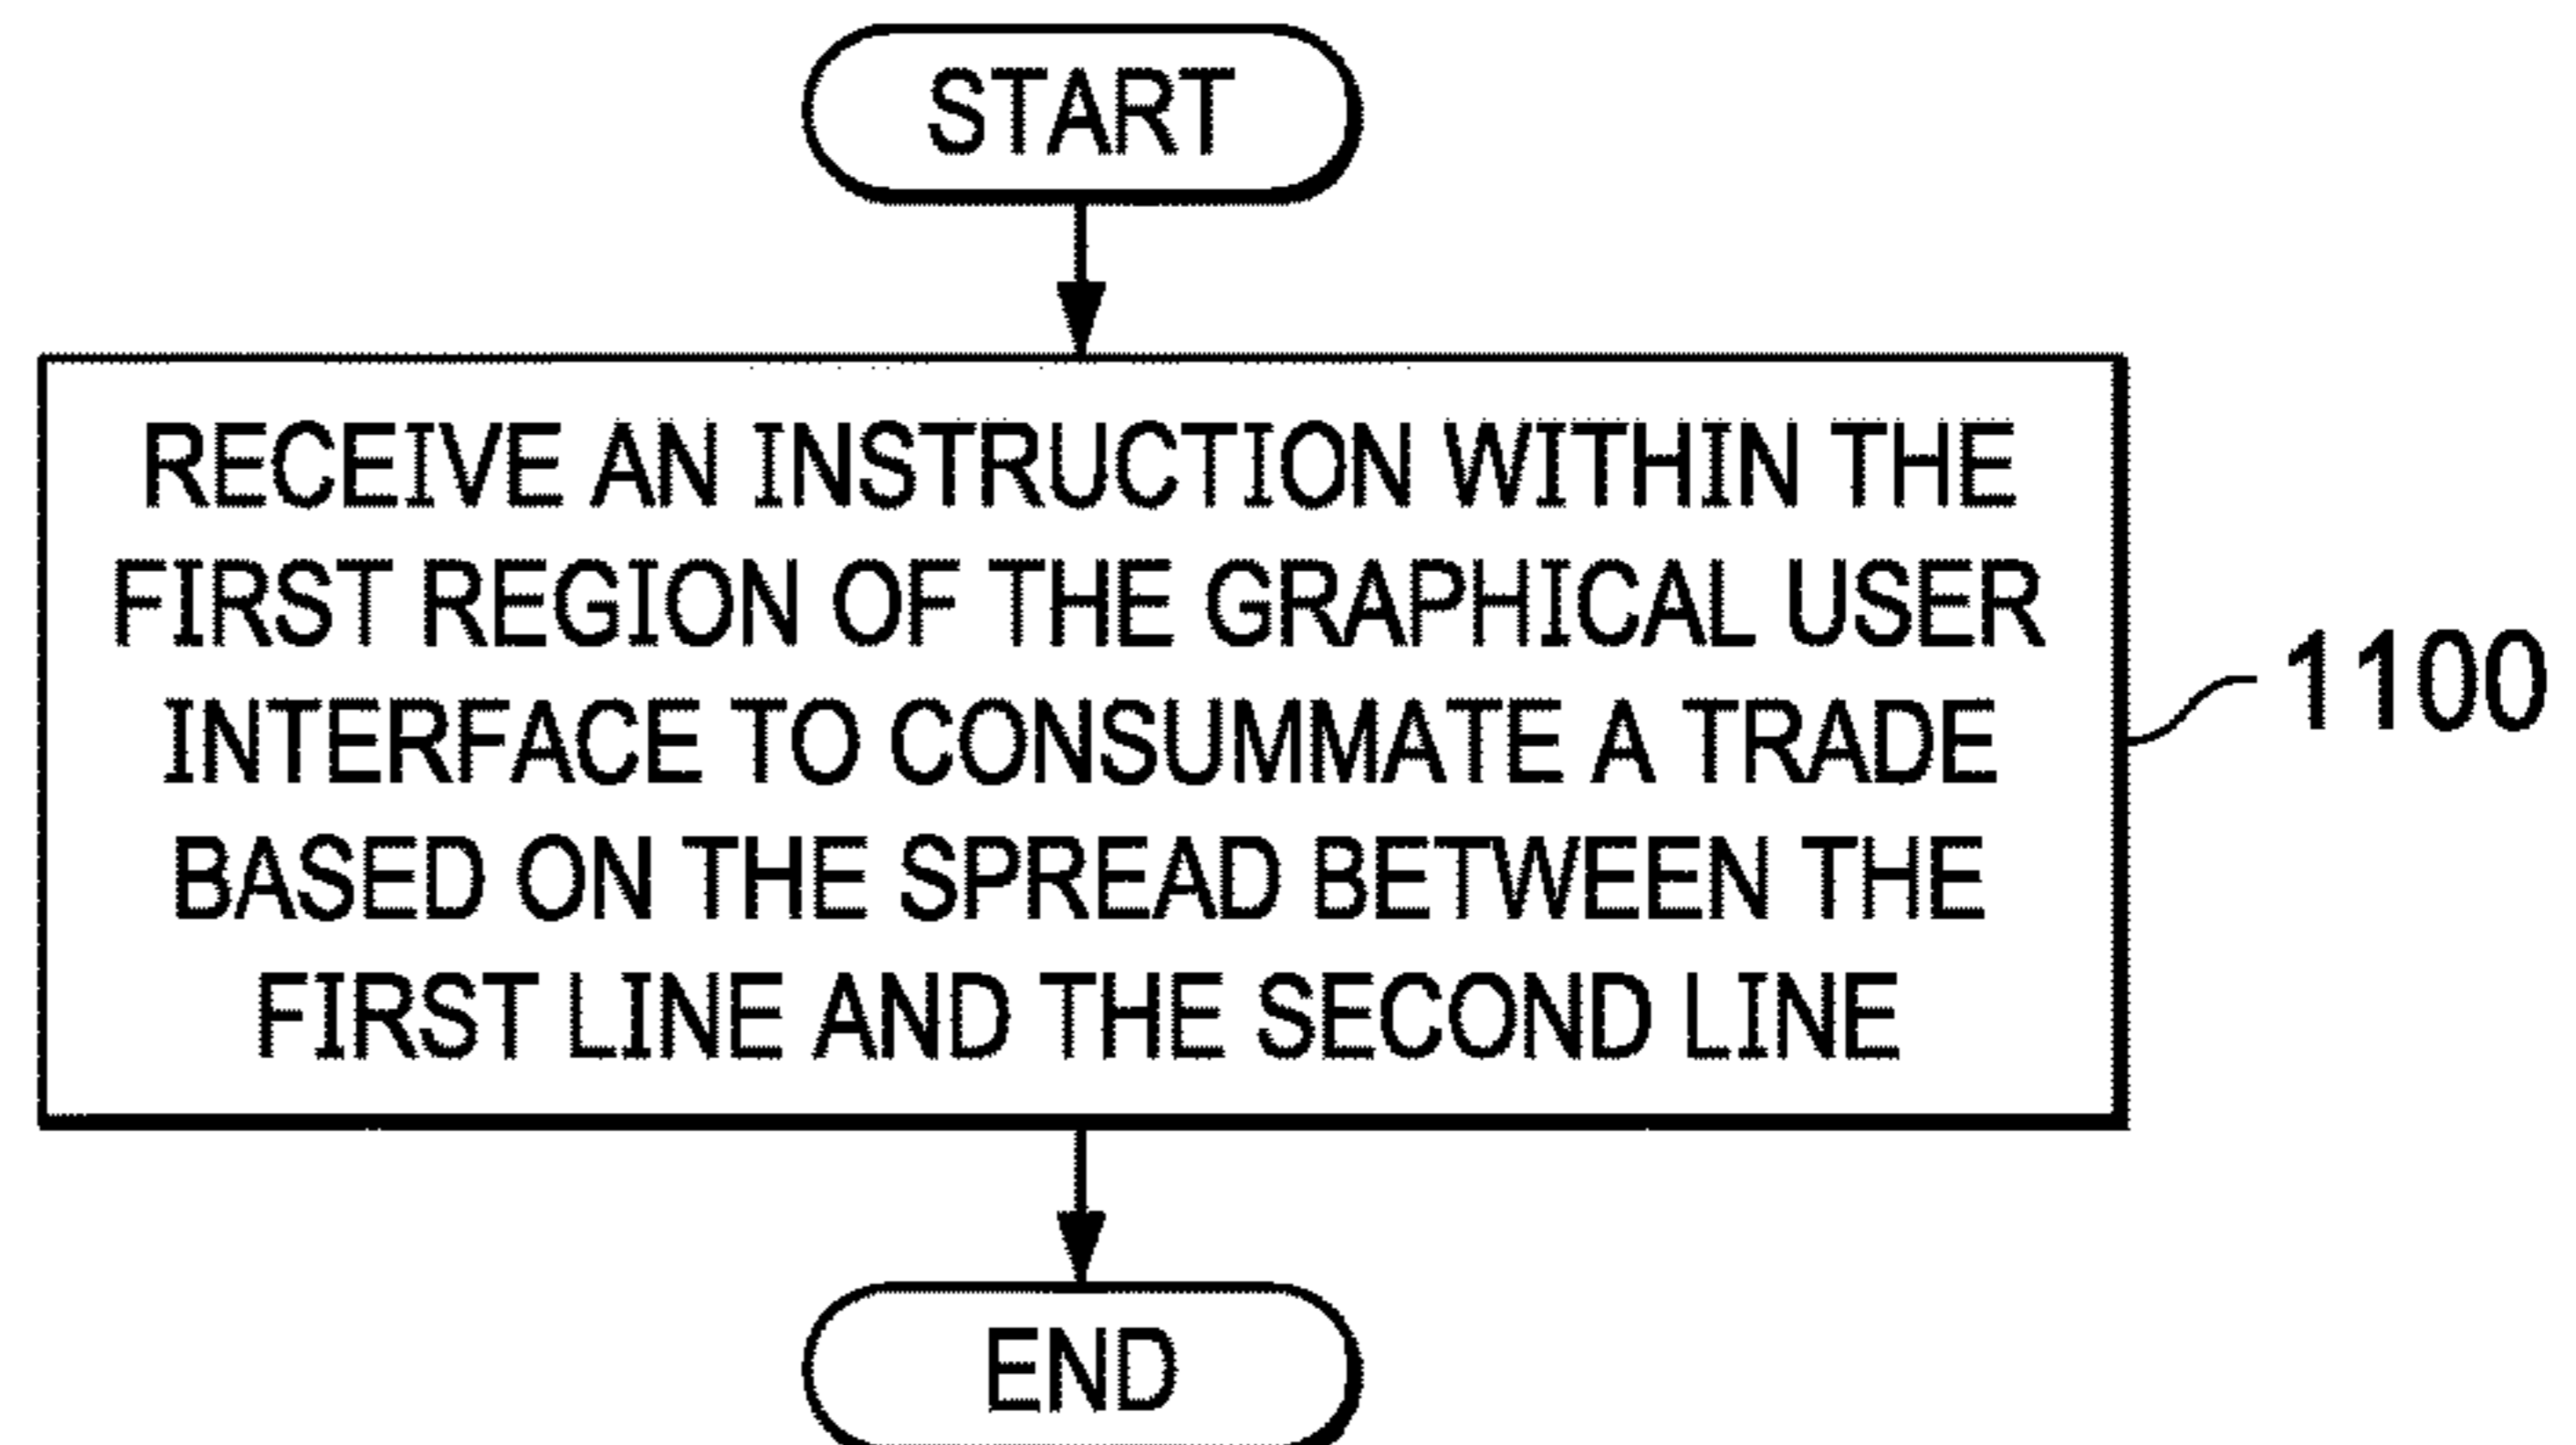 START
RECEIVE AN INSTRUCTION WITHIN THE
FIRST REGION OF THE GRAPHICAL USER
INTERFACE TO CONSUMMATE A TRADE
BASED ON THE SPREAD BETWEEN THE
FIRST LINE AND THE SECOND LINE
1100
END